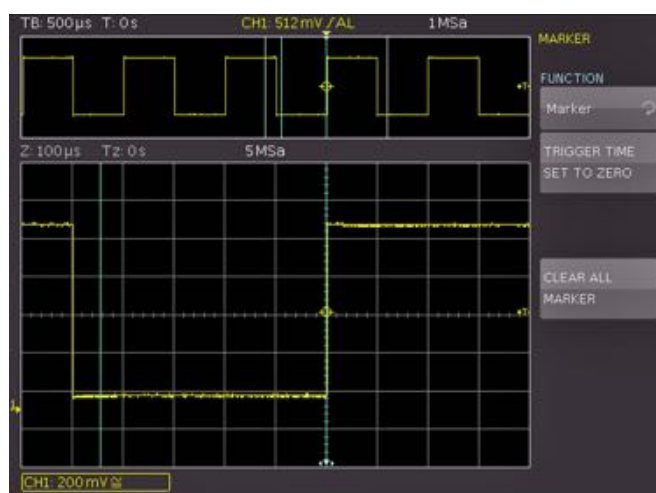 TB: 500µs T: 0s CH1: 512mV / AL 1MSa
MARKER
FUNCTION
Marker
T
Z: 100µs Tz: 0s 5MSa
TRIGGER TIME
SET TO ZERO
CLEAR ALL
MARKER
T
1
CH1: 200mV ≅